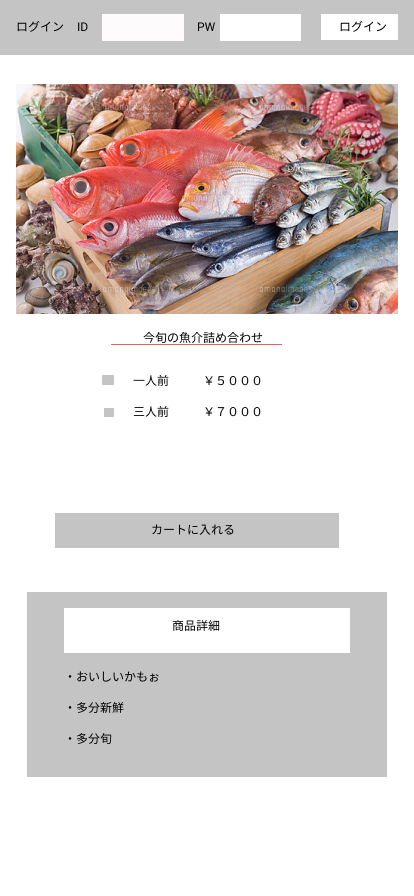 ログイン ID PW ログイン
今旬の魚介詰め合わせ
一人前 ￥５０００
三人前 ￥７０００
カートに入れる
商品詳細
・おいしいかもぉ
・多分新鮮
・多分旬